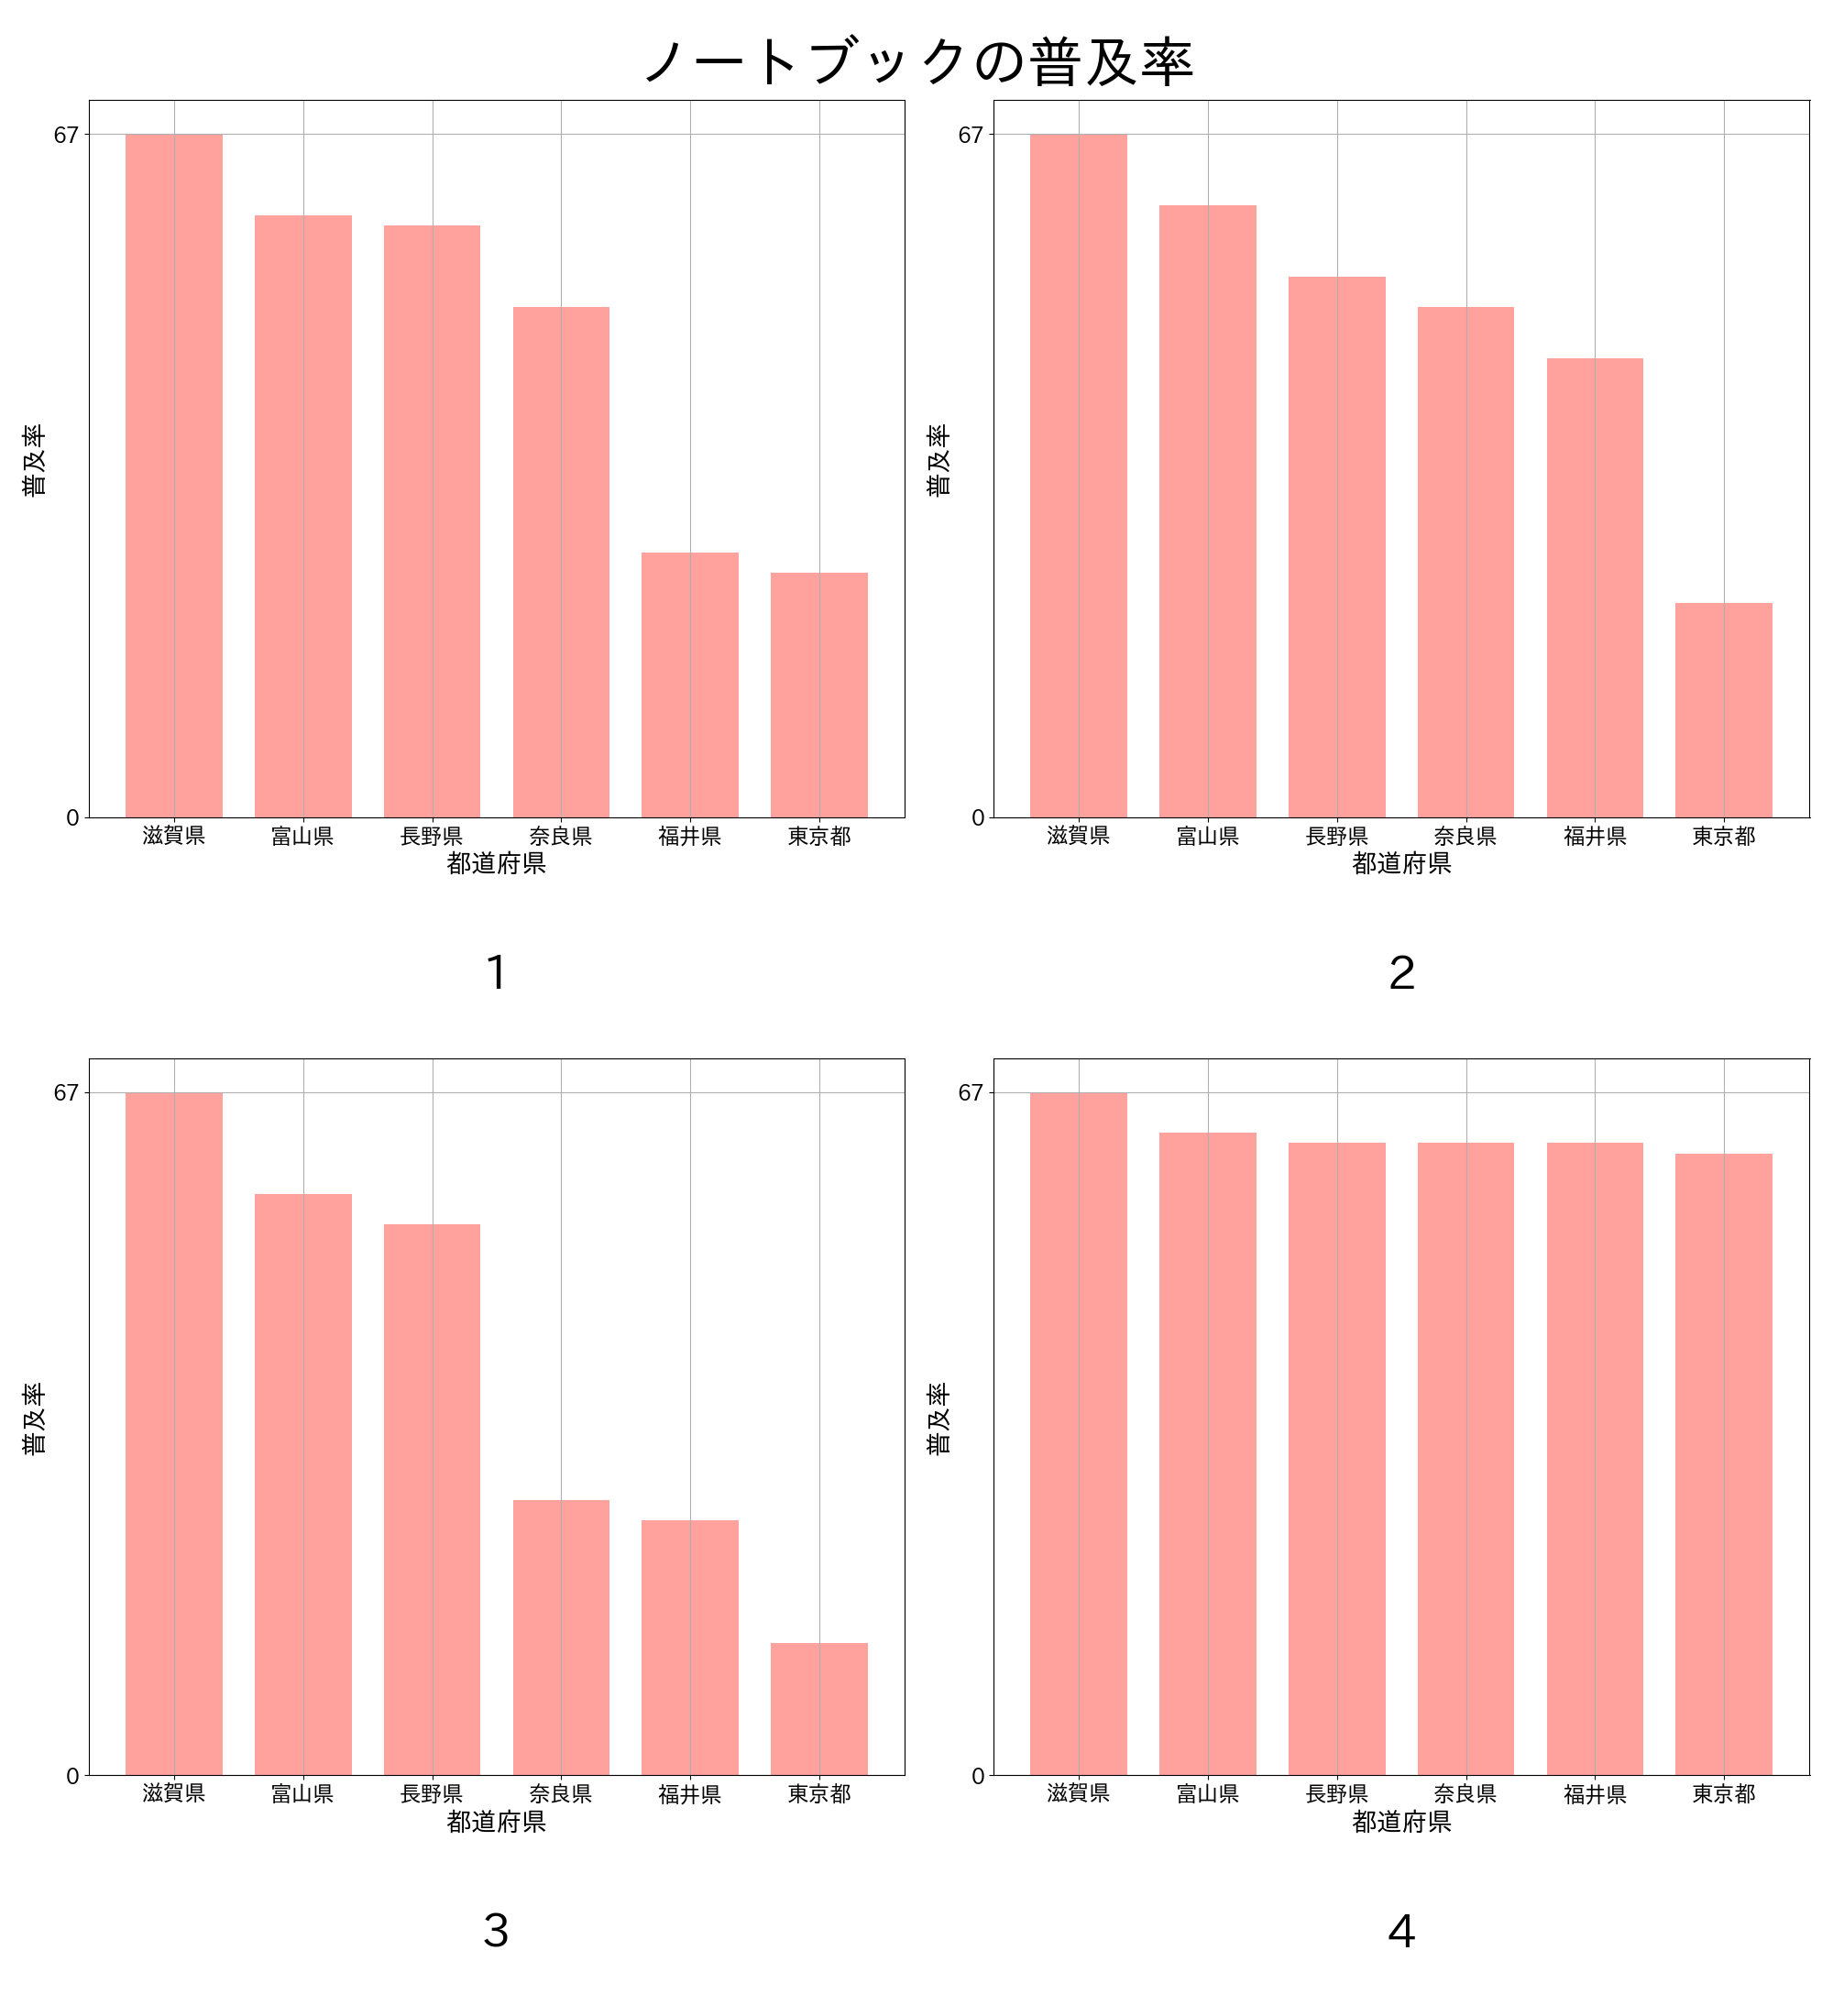 ノートブックの普及率
67
0
普及率
滋賀県 富山県 長野県 奈良県 福井県 東京都
都道府県
1
67
0
普及率
滋賀県 富山県 長野県 奈良県 福井県 東京都
都道府県
2
67
0
普及率
滋賀県 富山県 長野県 奈良県 福井県 東京都
都道府県
3
67
0
普及率
滋賀県 富山県 長野県 奈良県 福井県 東京都
都道府県
4